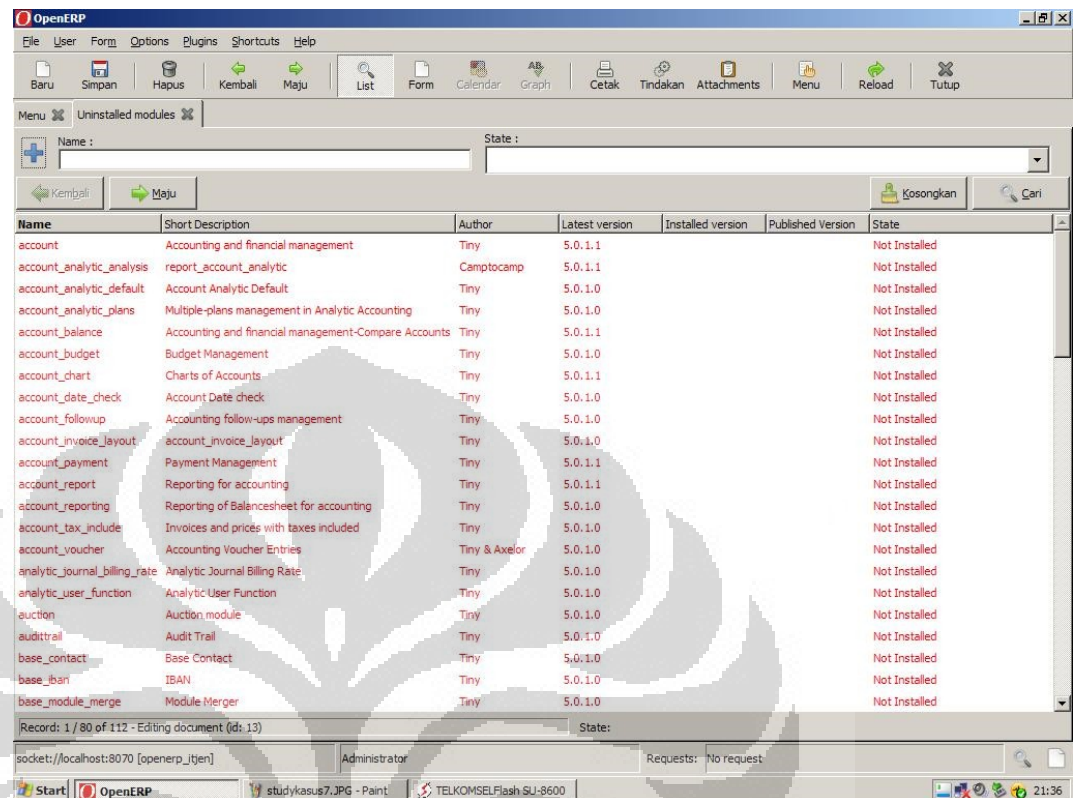 OpenERP
File User Form Options Plugins Shortcuts Help
Baru Simpan Hapus Kembali Maju List Form Calendar Graph Cetak Tindakan Attachments Menu Reload Tutup
Menu Uninstalled modules
Name : State :
Kembali Maju Kosongkan Cari
Name Short Description Author Latest version Installed version Published Version State
account Accounting and financial management Tiny 5.0.1.1 Not Installed
account_analytic_analysis report_account_analytic Camptocamp 5.0.1.1 Not Installed
account_analytic_default Account Analytic Default Tiny 5.0.1.0 Not Installed
account_analytic_plans Multiple-plans management in Analytic Accounting Tiny 5.0.1.0 Not Installed
account_balance Accounting and financial management-Compare Accounts Tiny 5.0.1.1 Not Installed
account_budget Budget Management Tiny 5.0.1.0 Not Installed
account_chart Charts of Accounts Tiny 5.0.1.1 Not Installed
account_date_check Account Date check Tiny 5.0.1.0 Not Installed
account_followup Accounting follow-ups management Tiny 5.0.1.0 Not Installed
account_invoice_layout account_invoice_layout Tiny 5.0.1.0 Not Installed
account_payment Payment Management Tiny 5.0.1.1 Not Installed
account_report Reporting for accounting Tiny 5.0.1.1 Not Installed
account_reporting Reporting of Balancesheet for accounting Tiny 5.0.1.0 Not Installed
account_tax_include Invoices and prices with taxes included Tiny 5.0.1.0 Not Installed
account_voucher Accounting Voucher Entries Tiny & Axelor 5.0.1.0 Not Installed
analytic_journal_billing_rate Analytic Journal Billing Rate Tiny 5.0.1.0 Not Installed
analytic_user_function Analytic User Function Tiny 5.0.1.0 Not Installed
auction Auction module Tiny 5.0.1.0 Not Installed
audittrail Audit Trail Tiny 5.0.1.0 Not Installed
base_contact Base Contact Tiny 5.0.1.0 Not Installed
base_iban IBAN Tiny 5.0.1.0 Not Installed
base_module_merge Module Merger Tiny 5.0.1.0 Not Installed
Record: 1 / 80 of 112 - Editing document (id: 13) State:
socket://localhost:8070 [openerp_itjen] Administrator Requests: No request
Start OpenERP studykasus7.JPG - Paint TELKOMSELFlash SU-8600 21:36